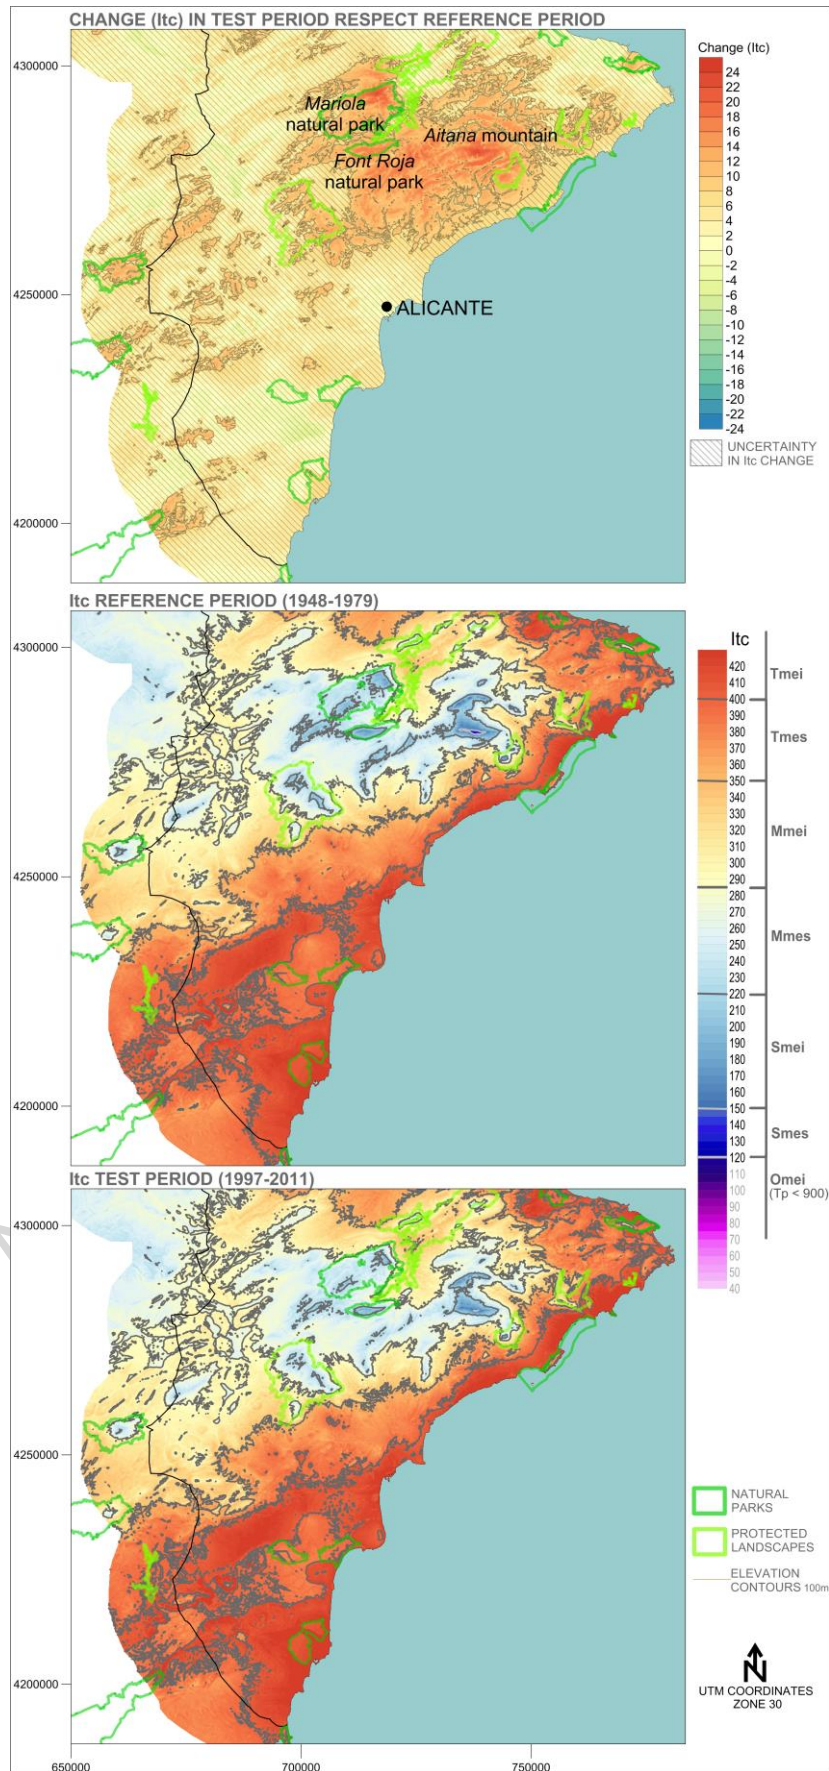 CHANGE (Itc) IN TEST PERIOD RESPECT REFERENCE PERIOD
4300000
4250000
4200000
Mariola
natural park
Aitana mountain
Font Roja
natural park
ALICANTE
Change (Itc)
24
22
20
18
16
14
12
10
8
6
4
2
0
-2
-4
-6
-8
-10
-12
-14
-16
-18
-20
-22
-24
UNCERTAINTY
IN Itc CHANGE
Itc REFERENCE PERIOD (1948-1979)
4300000
4250000
4200000
Itc
420
410
400
390
380
370
360
350
340
330
320
310
300
290
280
270
260
250
240
230
220
210
200
190
180
170
160
150
140
130
120
110
100
90
80
70
60
50
40
Tmei
Tmes
Mmei
Mmes
Smei
Smes
Omei
(Tp < 900)
Itc TEST PERIOD (1997-2011)
4300000
4250000
4200000
650000
700000
750000
NATURAL
PARKS
PROTECTED
LANDSCAPES
ELEVATION
CONTOURS 100m
N
UTM COORDINATES
ZONE 30